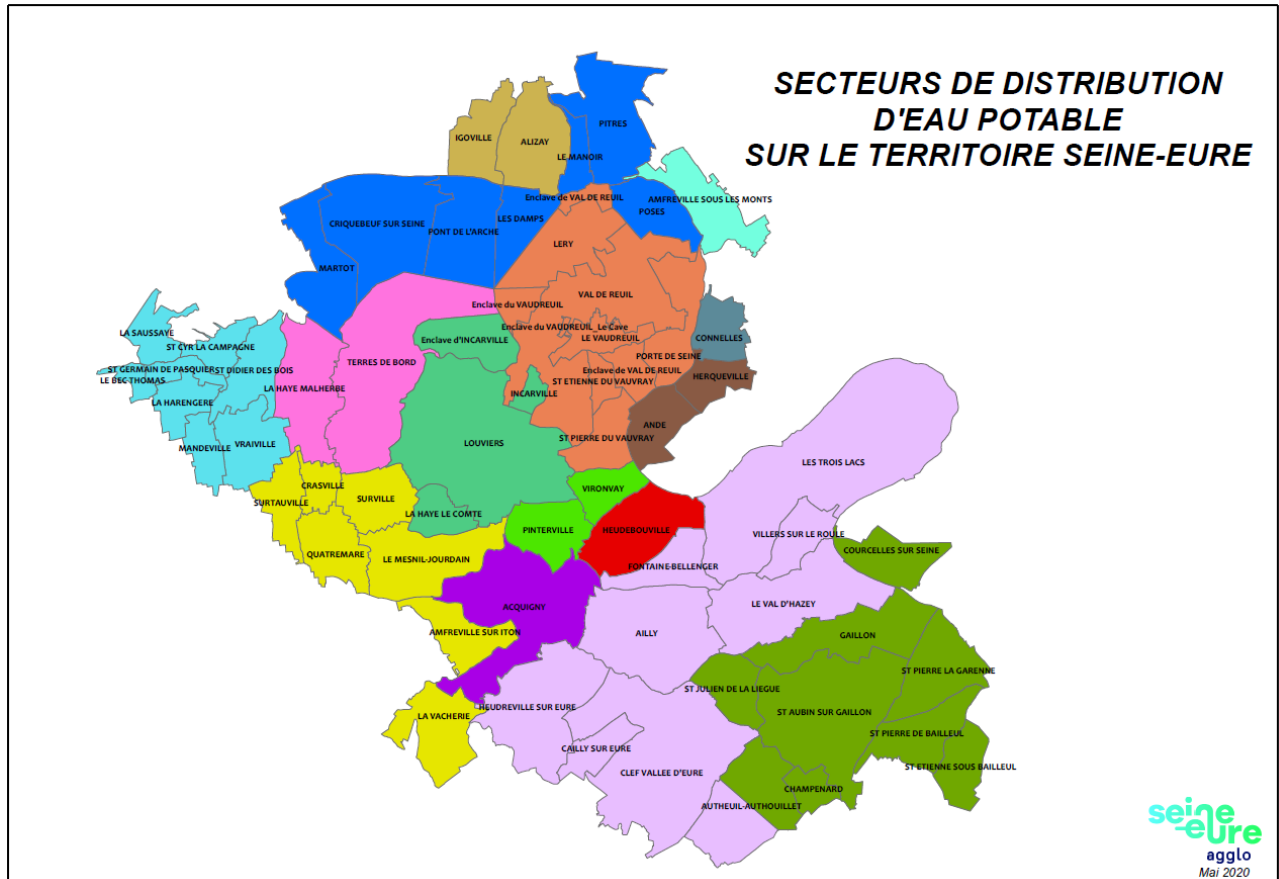 SECTEURS DE DISTRIBUTION
D'EAU POTABLE
SUR LE TERRITOIRE SEINE-EURE
PITRES
IGOVILLE
ALIZAY
LE MANOIR
Enclave de VAL DE REUIL
AMFREVILLE SOUS LES MONTS
POSES
CRIQUEBEUF SUR SEINE
PONT DE L'ARCHE
LES DAMPS
LERY
MARTOT
VAL DE REUIL
Enclave du VAUDREUIL
LA SAUSSAYE
Enclave du VAUDREUIL_Le Cave
LE VAUDREUIL
CONNELLES
ST CYR LA CAMPAGNE
Enclave d'INCARVILLE
PORTE DE SEINE
TERRES DE BORD
ST GERMAIN DE PASQUIER
ST DIDIER DES BOIS
Enclave de VAL DE REUIL
HERQUEVILLE
LE BEC THOMAS
ST ETIENNE DU VAUVRAY
LA HAYE MALHERBE
INCARVILLE
LA HARENGERE
ANDE
ST PIERRE DU VAUVRAY
MANDEVILLE
VRAIVILLE
LOUVIERS
LES TROIS LACS
CRASVILLE
VIRONVAY
SURTAUVILLE
SURVILLE
LA HAYE LE COMTE
PINTERVILLE
HEUDEBOUVILLE
VILLERS SUR LE ROULE
COURCELLES SUR SEINE
QUATREMARE
LE MESNIL-JOURDAIN
FONTAINE-BELLENGER
LE VAL D'HAZEY
ACQUIGNY
AMFREVILLE SUR ITON
AILLY
GAILLON
ST PIERRE LA GARENNE
ST JULIEN DE LA LIEGUE
HEUDREVILLE SUR EURE
ST AUBIN SUR GAILLON
LA VACHERIE
ST PIERRE DE BAILLEUL
CAILLY SUR EURE
ST ETIENNE SOUS BAILLEUL
CLEF VALLEE D'EURE
CHAMPENARD
AUTHEUIL-AUTHOUILLET
seine
-eure
agglo
Mai 2020